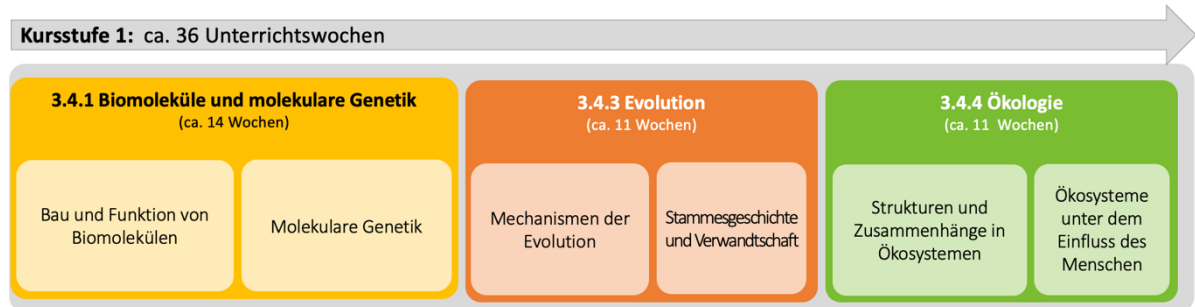 Kursstufe 1: ca. 36 Unterrichtswochen
3.4.1 Biomoleküle und molekulare Genetik
(ca. 14 Wochen)
Bau und Funktion von
Biomolekülen
Molekulare Genetik
3.4.3 Evolution
(ca. 11 Wochen)
Mechanismen der
Evolution
Stammesgeschichte
und Verwandtschaft
3.4.4 Ökologie
(ca. 11 Wochen)
Strukturen und
Zusammenhänge in
Ökosystemen
Ökosysteme
unter dem
Einfluss des
Menschen